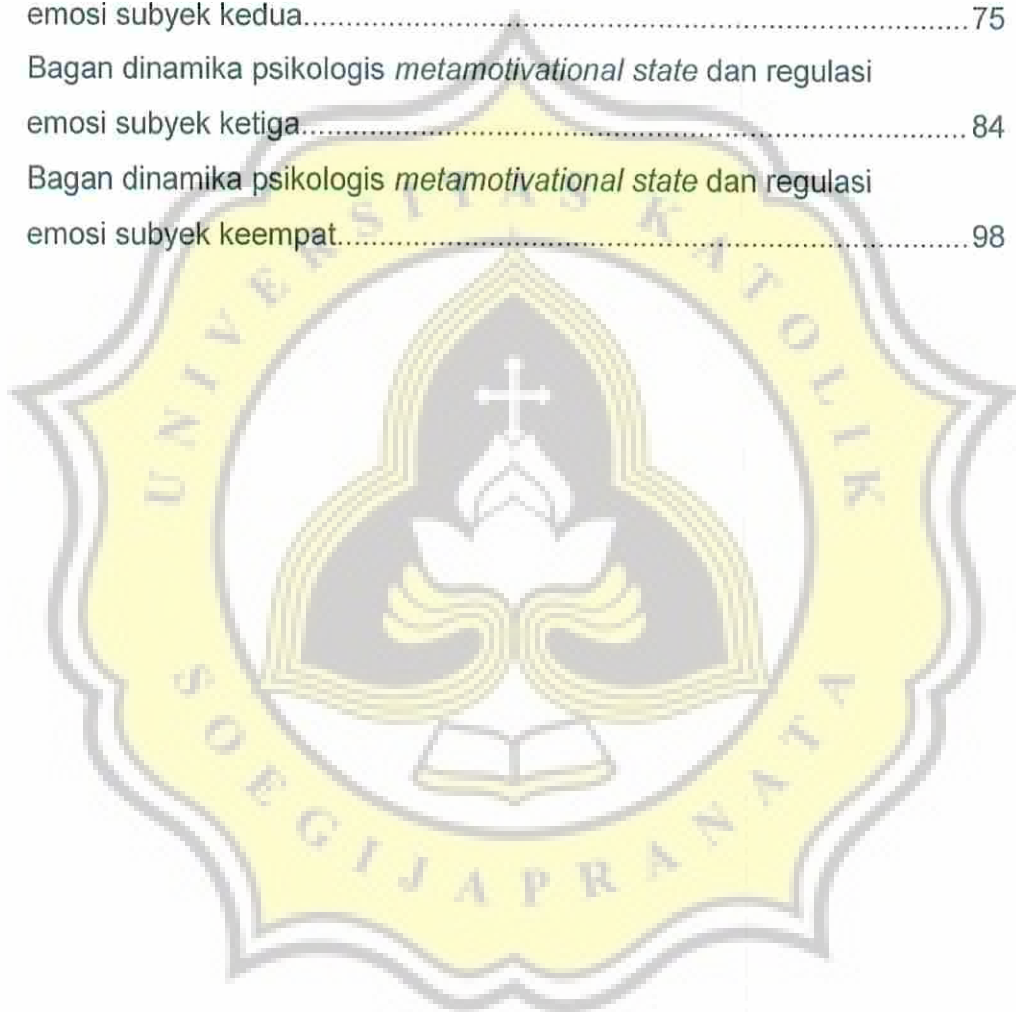 emosi subyek kedua....................................................................................75
Bagan dinamika psikologis metamotivational state dan regulasi
emosi subyek ketiga....................................................................................84
Bagan dinamika psikologis metamotivational state dan regulasi
emosi subyek keempat...............................................................................98
UNIVERSITAS KATOLIK
SOEGIJAPRANATA